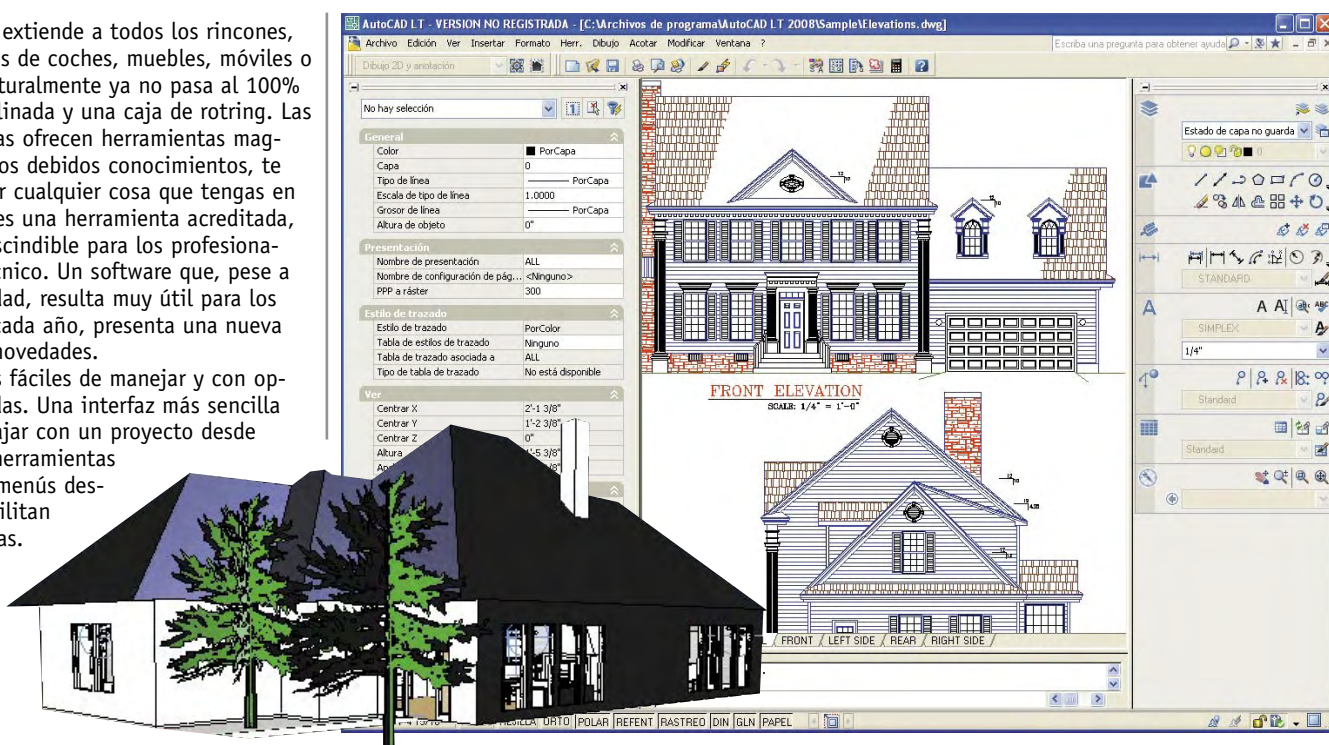 extiende a todos los rincones,
s de coches, muebles, móviles o
turalmente ya no pasa al 100%
linada y una caja de rotring. Las
as ofrecen herramientas mag-
os debidos conocimientos, te
r cualquier cosa que tengas en
es una herramienta acreditada,
scindible para los profesiona-
cnico. Un software que, pese a
dad, resulta muy útil para los
cada año, presenta una nueva
novedades.
s fáciles de manejar y con op-
das. Una interfaz más sencilla
ajar con un proyecto desde
herramientas
menús des-
ilitan
as.
AutoCAD LT - VERSION NO REGISTRADA - [C:\Archivos de programa\AutoCAD LT 2008\Sample\Elevations.dwg]
Archivo Edición Ver Insertar Formato Herr. Dibujo Acotar Modificar Ventana ?
Escriba una pregunta para obtener ayuda
Dibujo 2D y anotación
No hay selección
General
Color PorCapa
Capa 0
Tipo de línea PorCapa
Escala de tipo de línea 1.0000
Grosor de línea PorCapa
Altura de objeto 0"
Presentación
Nombre de presentación ALL
Nombre de configuración de pág... <Ninguno>
PPP a ráster 300
Estilo de trazado
Estilo de trazado PorColor
Tabla de estilos de trazado Ninguno
Tabla de trazado asociada a ALL
Tipo de tabla de trazado No está disponible
Ver
Centrar X 2'-1 3/8"
Centrar Y 1'-2 3/8"
Centrar Z 0"
Altura -5 3/8"
FRONT ELEVATION
SCALE: 1/4" = 1'-0"
FRONT / LEFT SIDE / REAR / RIGHT SIDE
ORTO POLAR REFENT RASTREO DIN GLN PAPEL
Estado de capa no guarda
0
STANDARD
A A AI ABC
SIMPLEX
1/4"
Standard
Standard